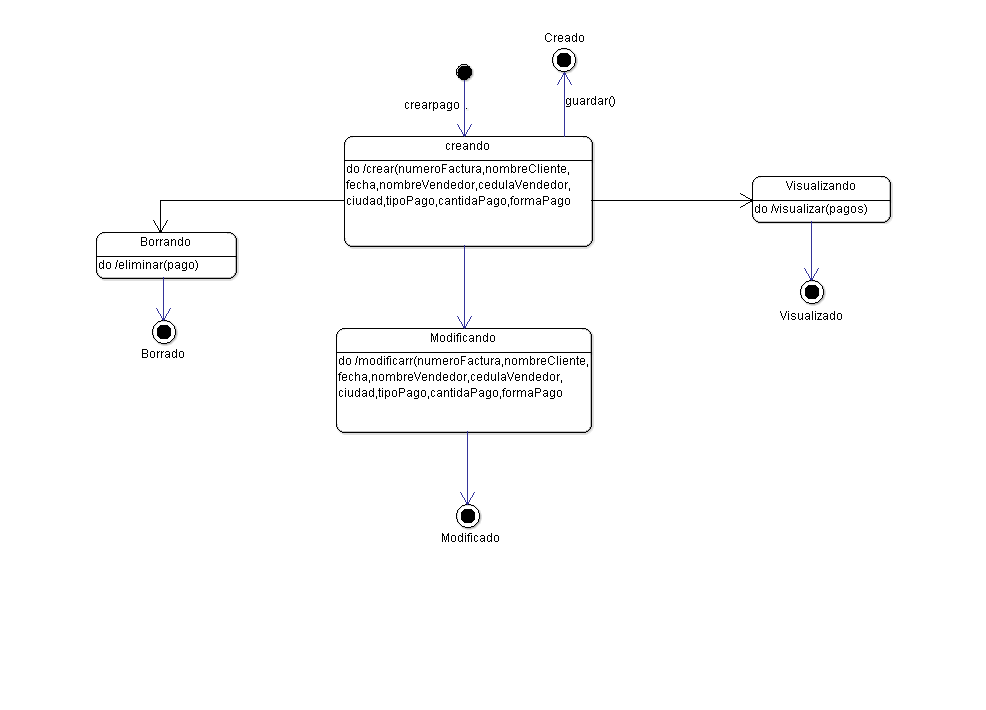 Creado
guardar()
crearpago .
creando
do /crear(numeroFactura,nombreCliente,
fecha,nombreVendedor,cedulaVendedor,
ciudad,tipoPago,cantidaPago,formaPago
Visualizando
do /visualizar(pagos)
Visualizado
Borrando
do /eliminar(pago)
Borrado
Modificando
do /modificarr(numeroFactura,nombreCliente,
fecha,nombreVendedor,cedulaVendedor,
ciudad,tipoPago,cantidaPago,formaPago
Modificado